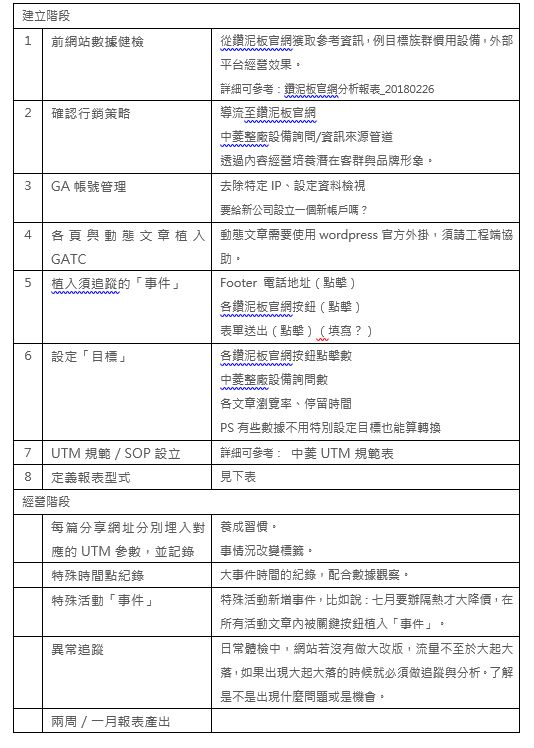 建立階段
1
前網站數據健檢
從鑽泥板官網獲取參考資訊，例目標族群慣用設備，外部
平台經營效果。
詳細可參考：鑽泥板官網分析報表_20180226
2
確認行銷策略
導流至鑽泥板官網
中菱整廠設備詢問/資訊來源管道
透過內容經營培養潛在客群與品牌形象。
3
GA 帳號管理
去除特定 IP、設定資料檢視
要給新公司設立一個新帳戶嗎？
4
各頁與動態文章植入
GATC
動態文章需要使用 wordpress 官方外掛，須請工程端協
助。
5
植入須追蹤的「事件」
Footer 電話地址（點擊）
各鑽泥板官網按鈕（點擊）
表單送出（點擊）（填寫？）
6
設定「目標」
各鑽泥板官網按鈕點擊數
中菱整廠設備詢問數
各文章瀏覽率、停留時間
PS 有些數據不用特別設定目標也能算轉換
7
UTM 規範 / SOP 設立
詳細可參考： 中菱 UTM 規範表
8
定義報表型式
見下表
經營階段
每篇分享網址分別埋入對
應的 UTM 參數，並記錄
養成習慣。
事情況改變標籤。
特殊時間點紀錄
大事件時間的紀錄，配合數據觀察。
特殊活動「事件」
特殊活動新增事件，比如說：七月要辦隔熱才大降價，在
所有活動文章內被關鍵按鈕植入「事件」。
異常追蹤
日常體檢中，網站若沒有做大改版，流量不至於大起大
落，如果出現大起大落的時候就必須做追蹤與分析。了解
是不是出現什麼問題或是機會。
兩周 / 一月報表產出